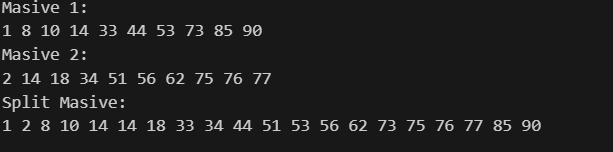 Masive 1:
1 8 10 14 33 44 53 73 85 90
Masive 2:
2 14 18 34 51 56 62 75 76 77
Split Masive:
1 2 8 10 14 14 18 33 34 44 51 53 56 62 73 75 76 77 85 90